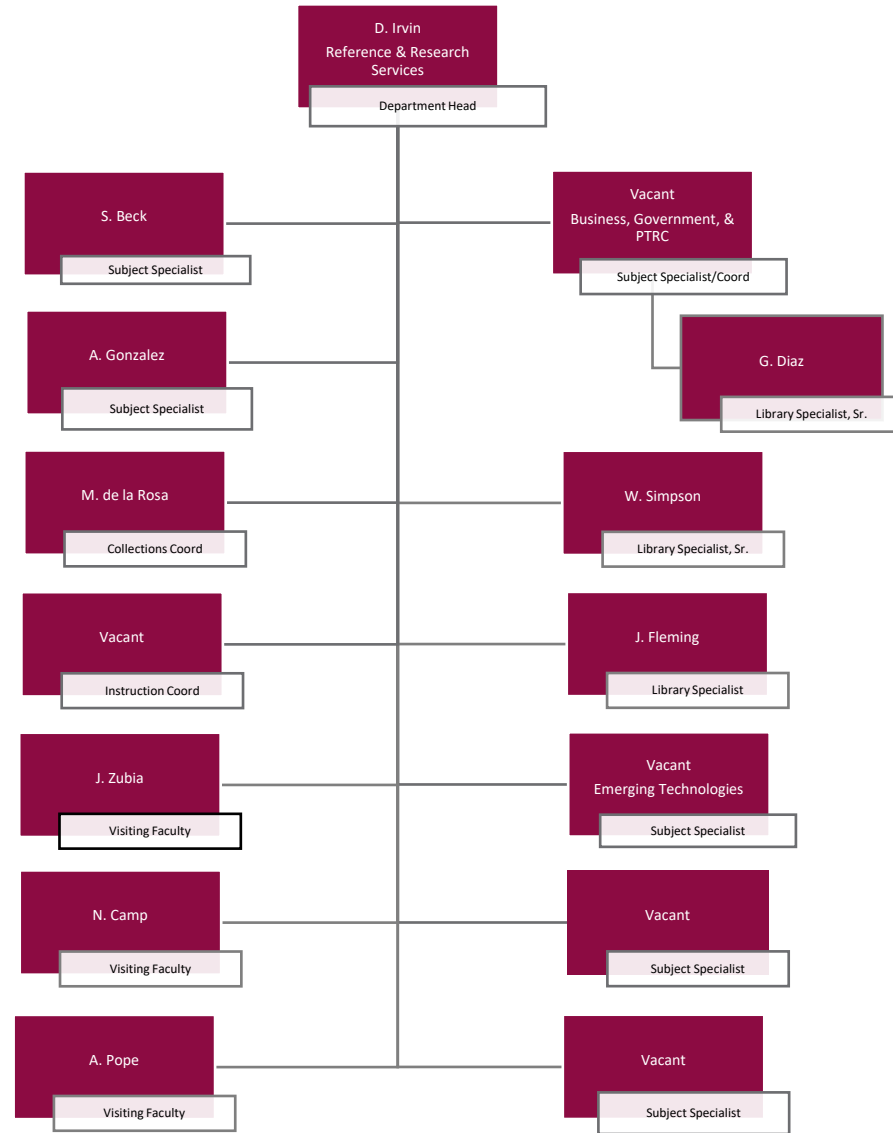 D. Irvin
Reference & Research
Services
Department Head
S. Beck
Subject Specialist
Vacant
Business, Government, &
PTRC
Subject Specialist/Coord
A. Gonzalez
Subject Specialist
G. Diaz
Library Specialist, Sr.
M. de la Rosa
Collections Coord
W. Simpson
Library Specialist, Sr.
Vacant
Instruction Coord
J. Fleming
Library Specialist
J. Zubia
Visiting Faculty
Vacant
Emerging Technologies
Subject Specialist
N. Camp
Visiting Faculty
Vacant
Subject Specialist
A. Pope
Visiting Faculty
Vacant
Subject Specialist